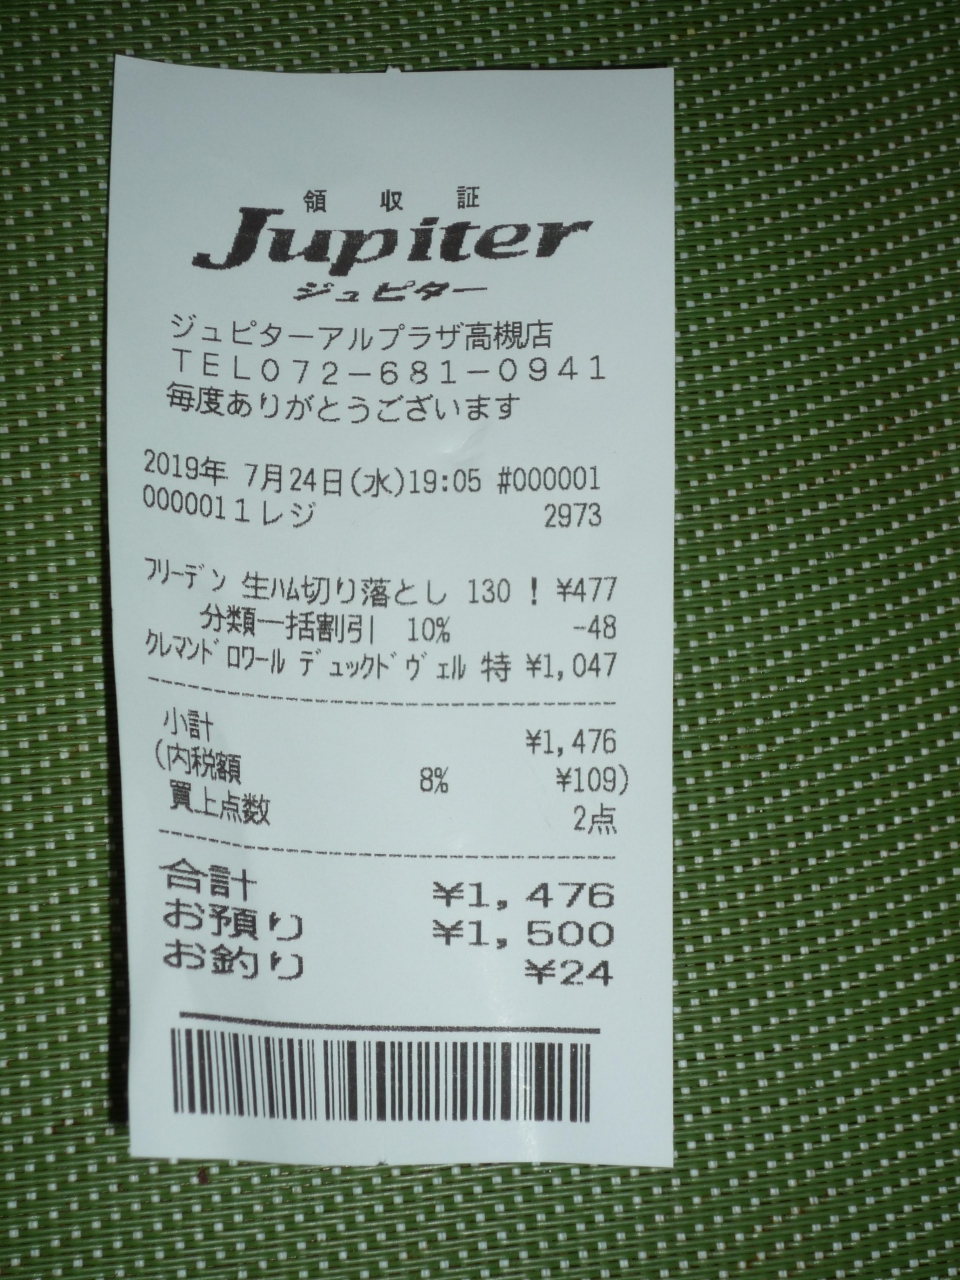 領収証
Jupiter
ジュピター
ジュピターアルプラザ高槻店
TEL072-681-0941
毎度ありがとうございます
2019年 7月24日(水)19:05 #000001
0000011レジ 2973
フリーデン 生ハム切り落とし 130 ! ¥477
分類一括割引 10% -48
クレマンドロワール デュックドヴェル 特 ¥1,047
小計 ¥1,476
(内税額 8% ¥109)
買上点数 2点
合計 ¥1,476
お預り ¥1,500
お釣り ¥24